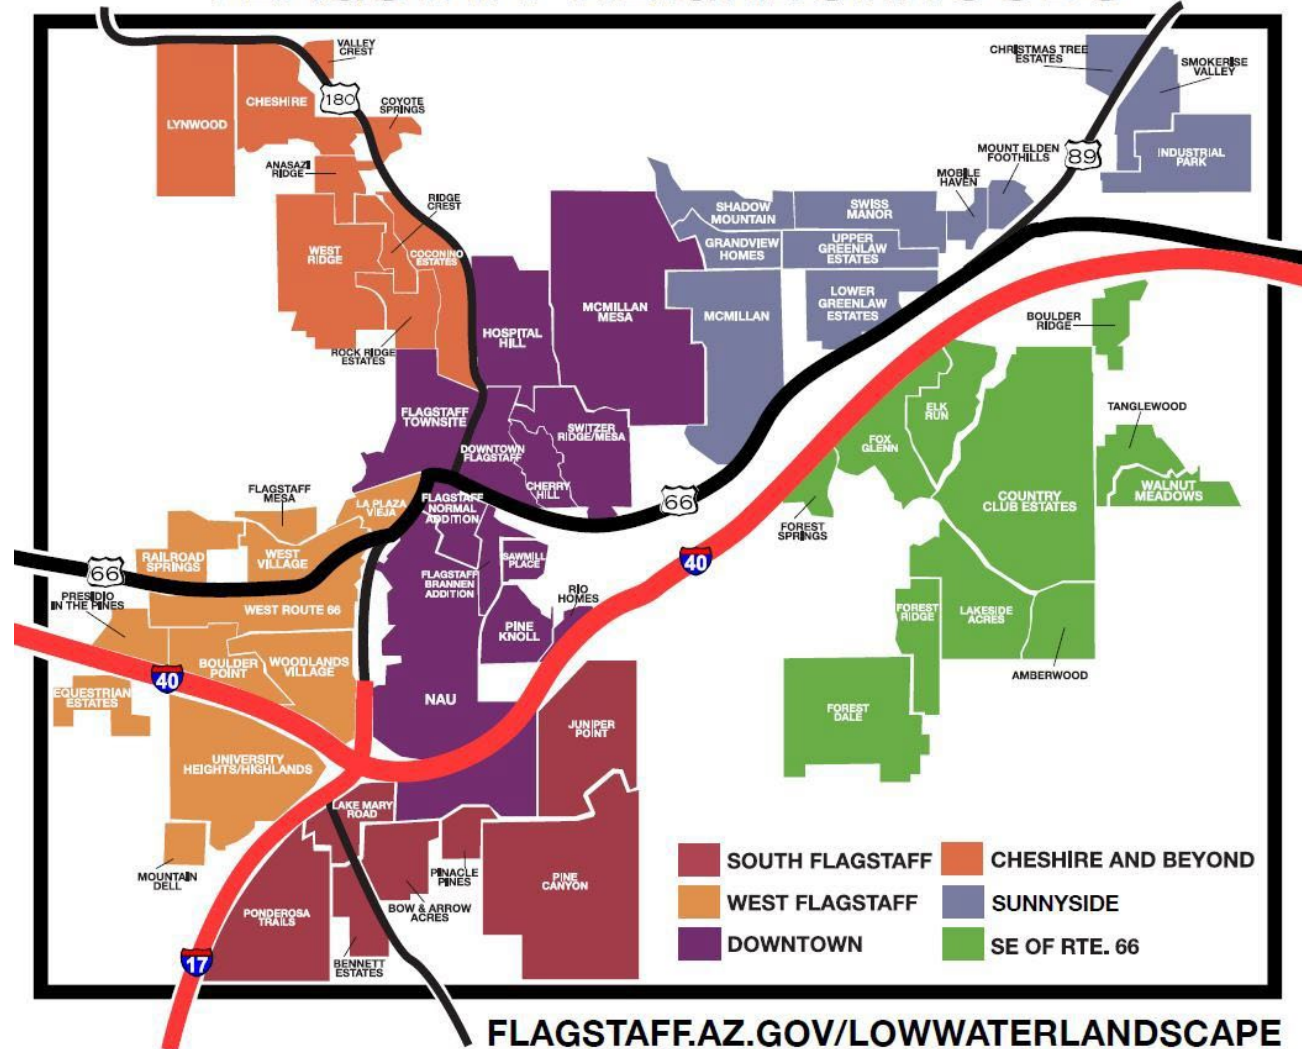 VALLEY
CREST
180
CHESHIRE
LYNWOOD
COYOTE
SPRINGS
ANASAZI
RIDGE
RIDGE
CREST
WEST
RIDGE
COCONINO
ESTATES
ROCK RIDGE
ESTATES
CHRISTMAS TREE
ESTATES
SMOKERISE
VALLEY
89
INDUSTRIAL
PARK
MOUNT ELDEN
FOOTHILLS
MOBILE
HAVEN
SHADOW
MOUNTAIN
SWISS
MANOR
GRANDVIEW
HOMES
UPPER
GREENLAW
ESTATES
LOWER
GREENLAW
ESTATES
MCMILLAN
MCMILLAN
MESA
HOSPITAL
HILL
FLAGSTAFF
TOWNSITE
DOWNTOWN
FLAGSTAFF
SWITZER
RIDGE/MESA
CHERRY
HILL
66
BOULDER
RIDGE
ELK
RUN
FOX
GLENN
TANGLEWOOD
WALNUT
MEADOWS
COUNTRY
CLUB ESTATES
FOREST
SPRINGS
FOREST
RIDGE
LAKESIDE
ACRES
AMBERWOOD
FOREST
DALE
FLAGSTAFF
MESA
LA PLAZA
VIEJA
FLAGSTAFF
NORMAL
ADDITION
RAILROAD
SPRINGS
WEST
VILLAGE
66
PRESIDIO
IN THE PINES
WEST ROUTE 66
FLAGSTAFF
BRANNEN
ADDITION
SAWMILL
PLACE
RIO
HOMES
40
PINE
KNOLL
BOULDER
POINT
WOODLANDS
VILLAGE
40
EQUESTRIAN
ESTATES
NAU
JUNIPER
POINT
UNIVERSITY
HEIGHTS/HIGHLANDS
LAKE MARY
ROAD
MOUNTAIN
DELL
PINACLE
PINES
PINE
CANYON
BOW & ARROW
ACRES
PONDEROSA
TRAILS
BENNETT
ESTATES
17
SOUTH FLAGSTAFF
WEST FLAGSTAFF
DOWNTOWN
CHESHIRE AND BEYOND
SUNNYSIDE
SE OF RTE. 66
FLAGSTAFF.AZ.GOV/LOWWATERLANDSCAPE